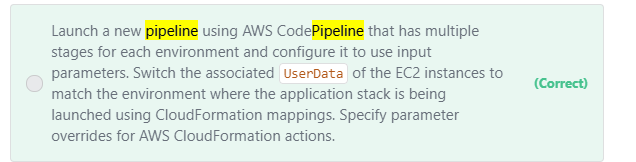 Launch a new pipeline using AWS CodePipeline that has multiple
stages for each environment and configure it to use input
parameters. Switch the associated UserData of the EC2 instances to
match the environment where the application stack is being
launched using CloudFormation mappings. Specify parameter
overrides for AWS CloudFormation actions.
(Correct)